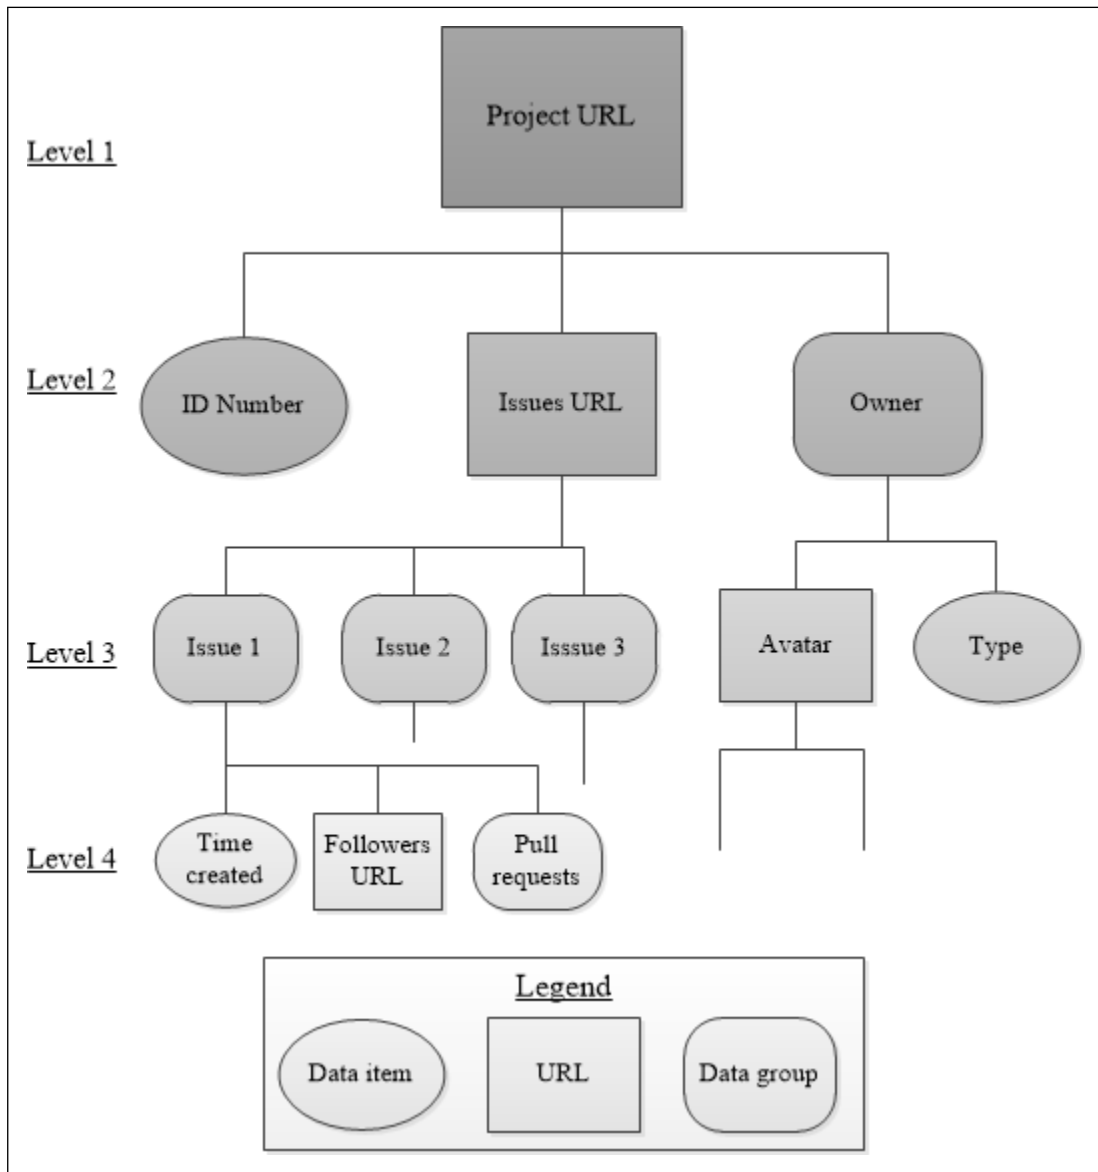 Project URL
Level 1
Level 2
ID Number
Issues URL
Owner
Level 3
Issue 1
Issue 2
Isssue 3
Avatar
Type
Level 4
Time
created
Followers
URL
Pull
requests
Legend
Data item
URL
Data group